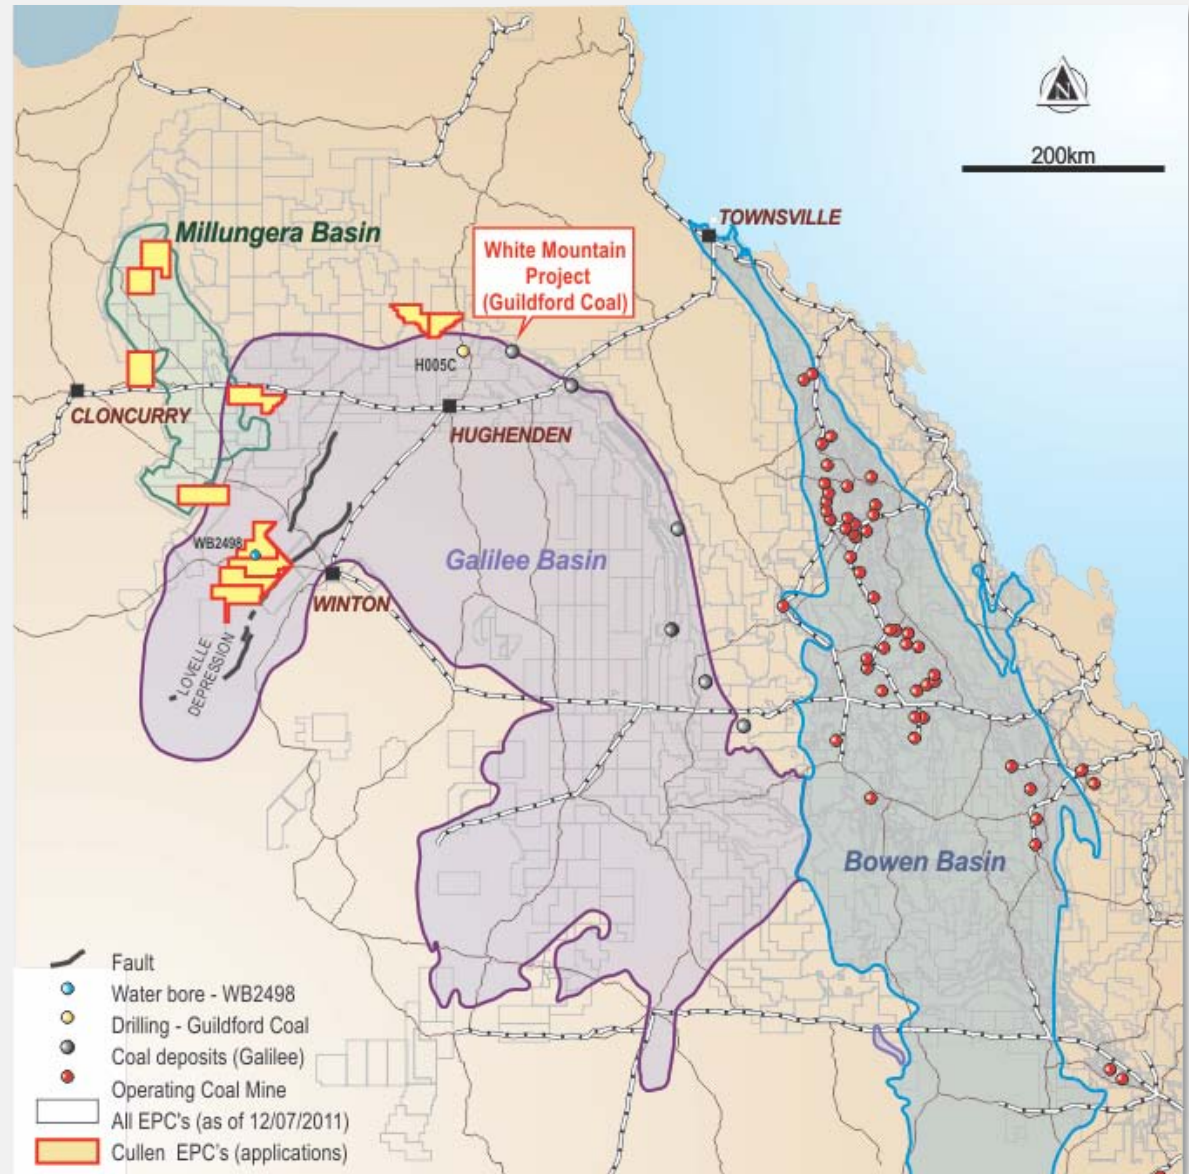 N
200km
TOWNSVILLE
Millungera Basin
White Mountain
Project
(Guildford Coal)
H005C
CLONCURRY
HUGHENDEN
WB2498
Galilee Basin
WINTON
LOVELLE
DEPRESSION
Bowen Basin
Fault
Water bore - WB2498
Drilling - Guildford Coal
Coal deposits (Galilee)
Operating Coal Mine
All EPC's (as of 12/07/2011)
Cullen EPC's (applications)